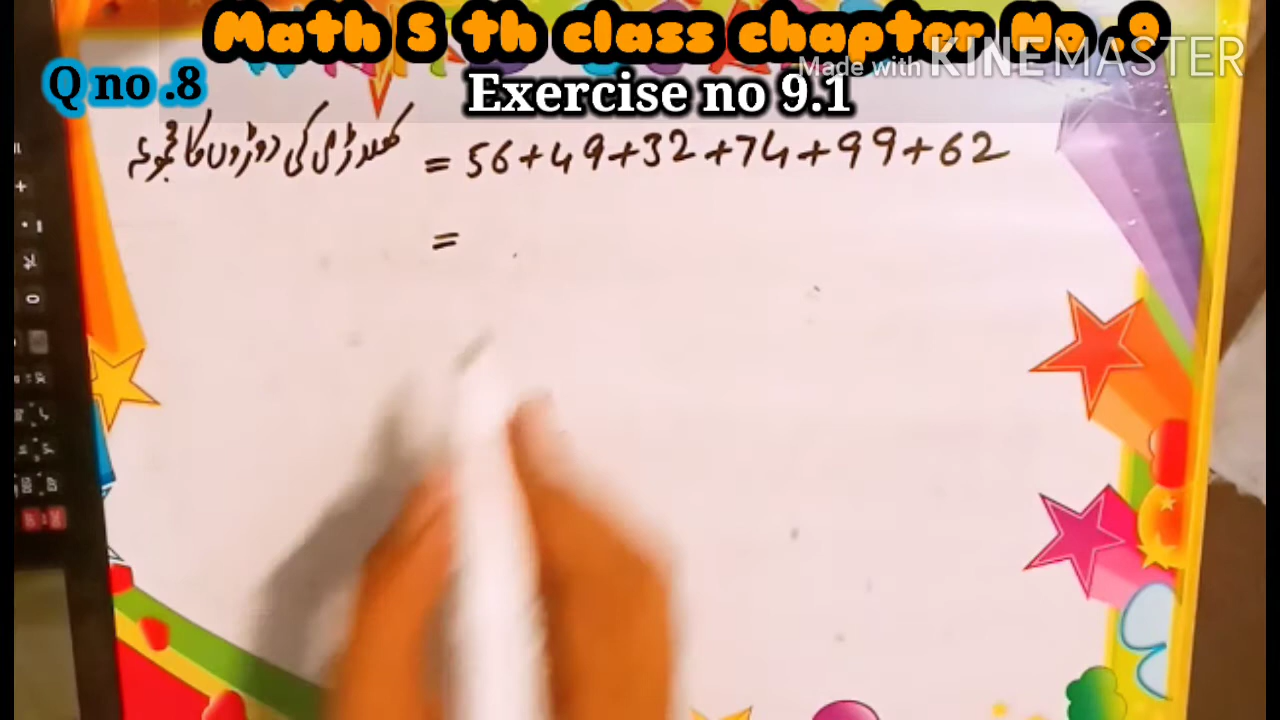 Math 5 th class chapter No .9
Made with KINEMASTER
Q no .8
Exercise no 9.1
کھلاڑی کی دوڑوں کا مجموعہ = 56+49+32+74+99+62
=